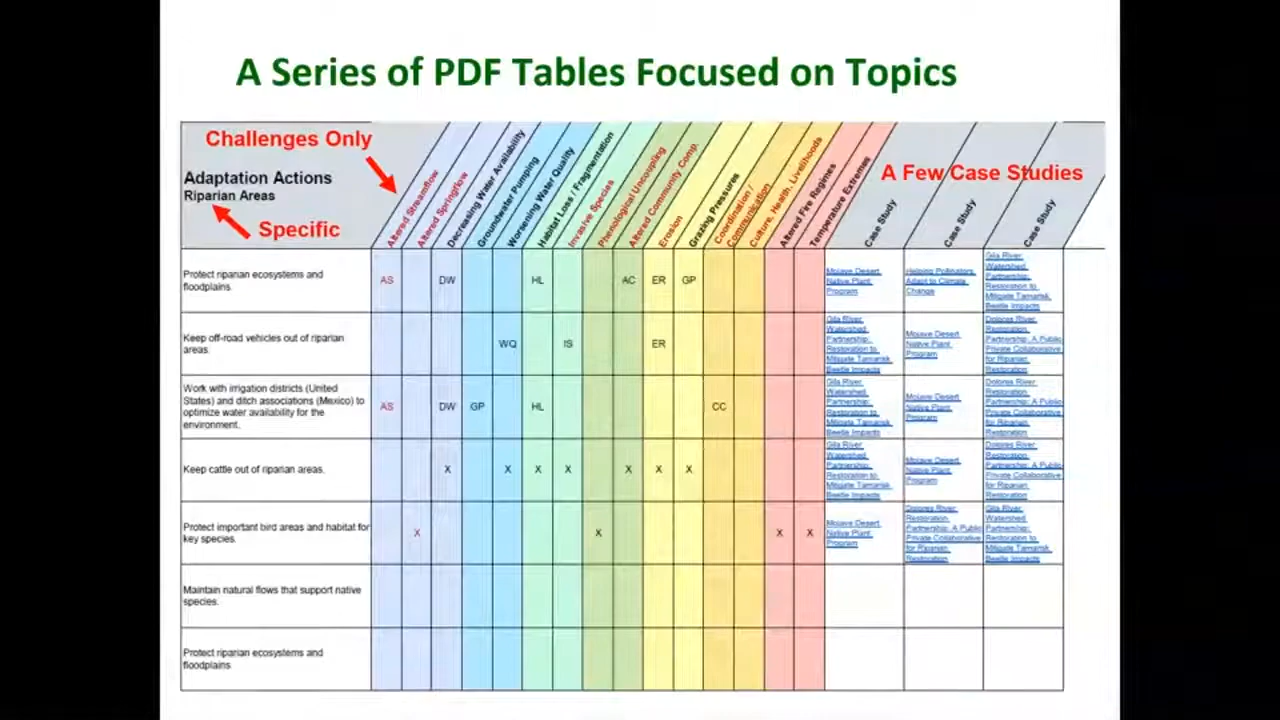 A Series of PDF Tables Focused on Topics
Challenges Only
Adaptation Actions
Riparian Areas
Specific
Altered Streamflow
Altered Springflow
Decreasing Water Availability
Groundwater Pumping
Worsening Water Quality
Habitat Loss / Fragmentation
Invasive Species
Phenological Uncoupling
Altered Community Comp.
Erosion
Grazing Pressures
Coordination /
Communication
Culture, Health, Livelihoods
Altered Fire Regimes
Temperature Extremes
A Few Case Studies
Case Study
Case Study
Case Study
Protect riparian ecosystems and
floodplains.
AS DW HL AC ER GP
Mojave Desert
Native Plant
Program
Helping Pollinators
Adapt to Climate
Change
Gila River
Watershed
Partnership:
Restoration to
Mitigate Tamarisk
Beetle Impacts
Keep off-road vehicles out of riparian
areas.
WQ IS ER
Gila River
Watershed
Partnership:
Restoration to
Mitigate Tamarisk
Beetle Impacts
Mojave Desert
Native Plant
Program
Dolores River
Restoration
Partnership: A Public
Private Collaborative
for Riparian
Restoration
Work with irrigation districts (United
States) and ditch associations (Mexico) to
optimize water availability for the
environment.
AS DW GP HL CC
Gila River
Watershed
Partnership:
Restoration to
Mitigate Tamarisk
Beetle Impacts
Mojave Desert
Native Plant
Program
Dolores River
Restoration
Partnership: A Public
Private Collaborative
for Riparian
Restoration
Keep cattle out of riparian areas.
X X X X X X X
Gila River
Watershed
Partnership:
Restoration to
Mitigate Tamarisk
Beetle Impacts
Mojave Desert
Native Plant
Program
Dolores River
Restoration
Partnership: A Public
Private Collaborative
for Riparian
Restoration
Protect important bird areas and habitat for
key species.
X X X X
Mojave Desert
Native Plant
Program
Dolores River
Restoration
Partnership: A Public
Private Collaborative
for Riparian
Restoration
Gila River
Watershed
Partnership:
Restoration to
Mitigate Tamarisk
Beetle Impacts
Maintain natural flows that support native
species.
Protect riparian ecosystems and
floodplains